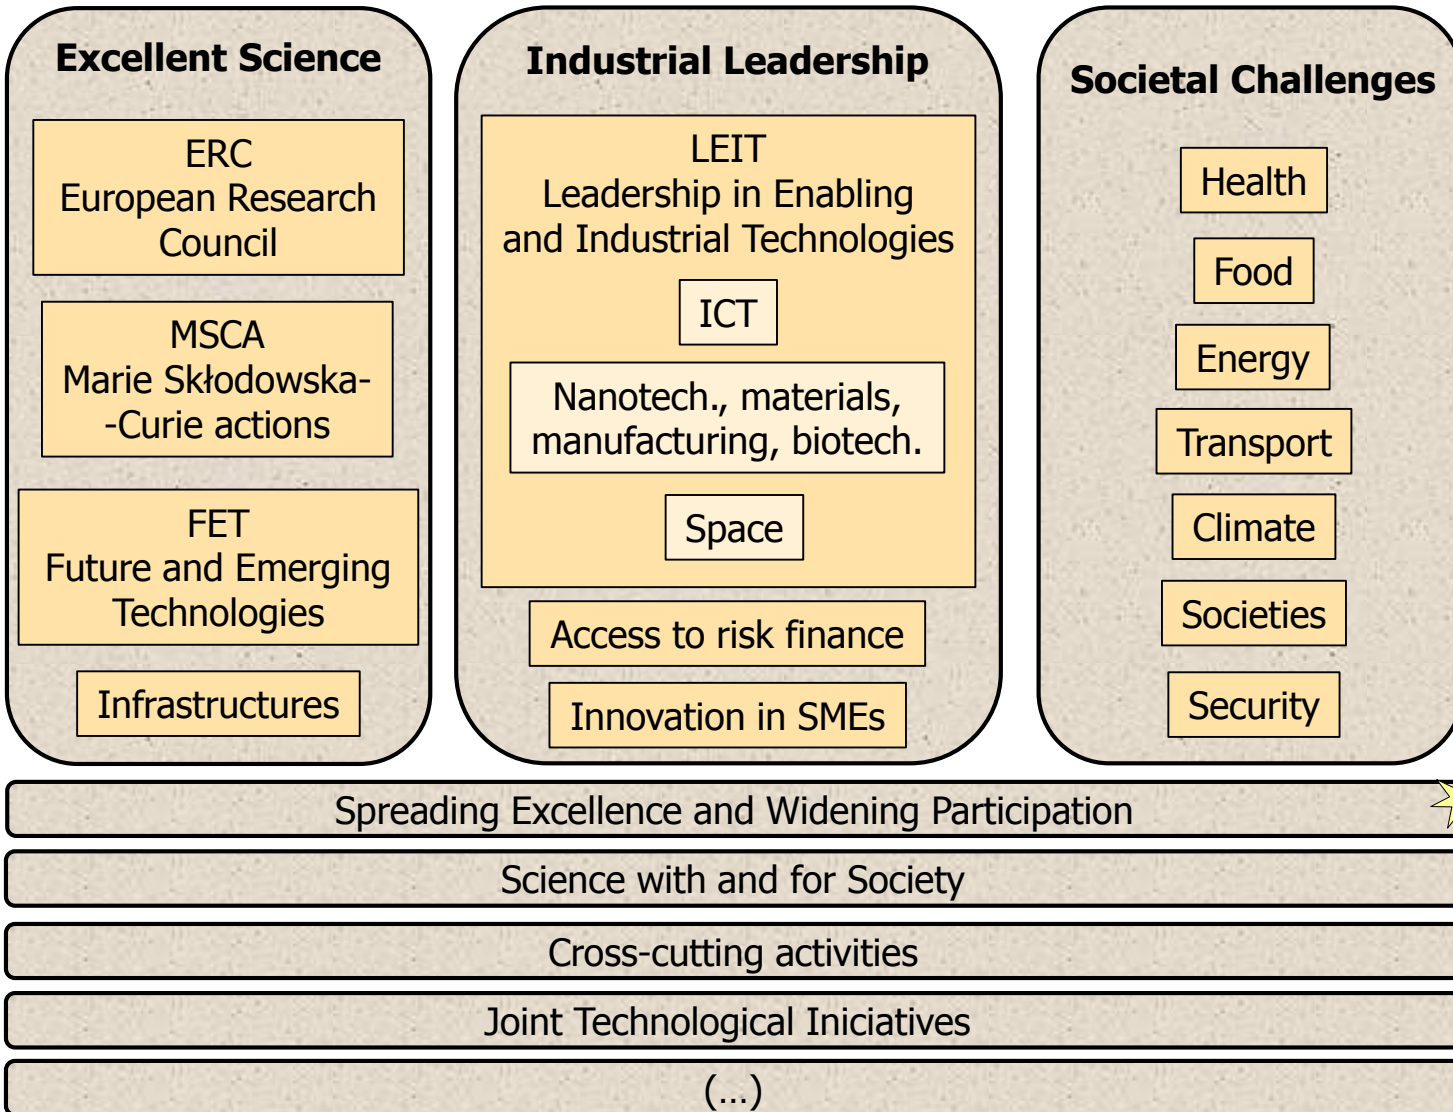 Excellent Science
ERC
European Research
Council
MSCA
Marie Skłodowska-
-Curie actions
FET
Future and Emerging
Technologies
Infrastructures
Industrial Leadership
LEIT
Leadership in Enabling
and Industrial Technologies
ICT
Nanotech., materials,
manufacturing, biotech.
Space
Access to risk finance
Innovation in SMEs
Societal Challenges
Health
Food
Energy
Transport
Climate
Societies
Security
Spreading Excellence and Widening Participation
Science with and for Society
Cross-cutting activities
Joint Technological Iniciatives
(...)